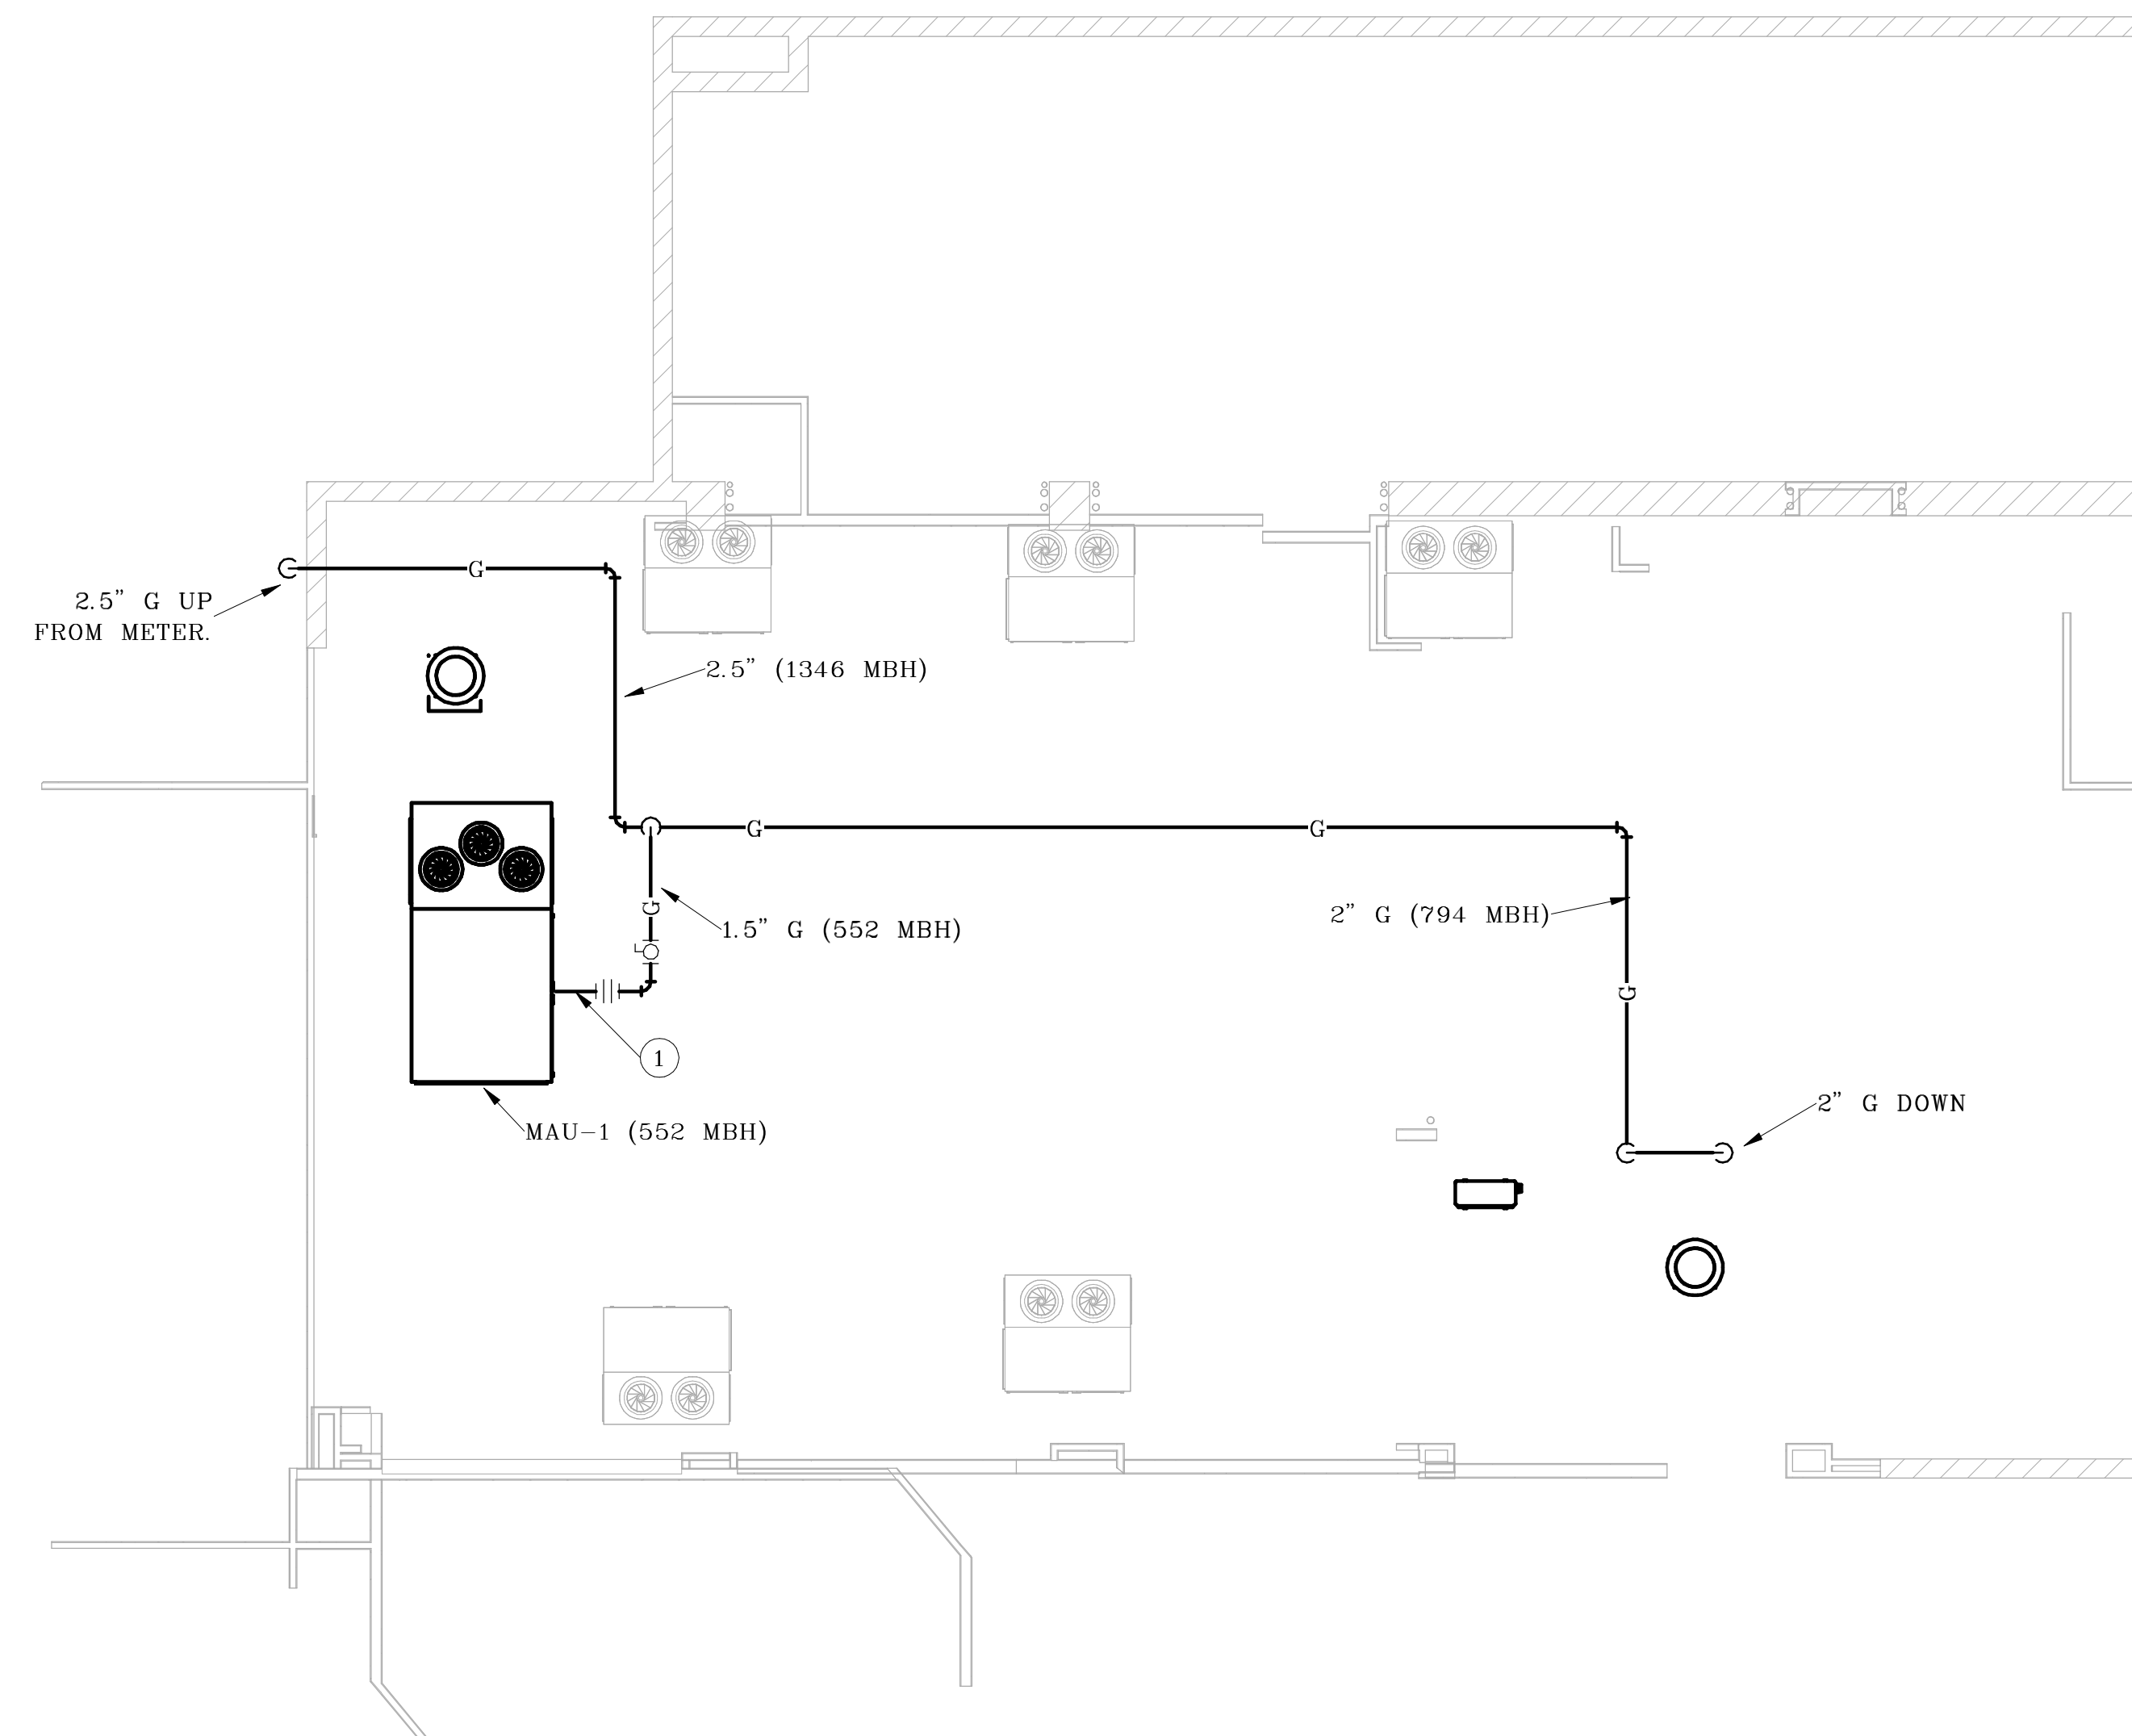 G
2.5" G UP
FROM METER.
2.5" (1346 MBH)
G
G
G
1.5" G (552 MBH)
2" G (794 MBH)
G
1
2" G DOWN
MAU-1 (552 MBH)